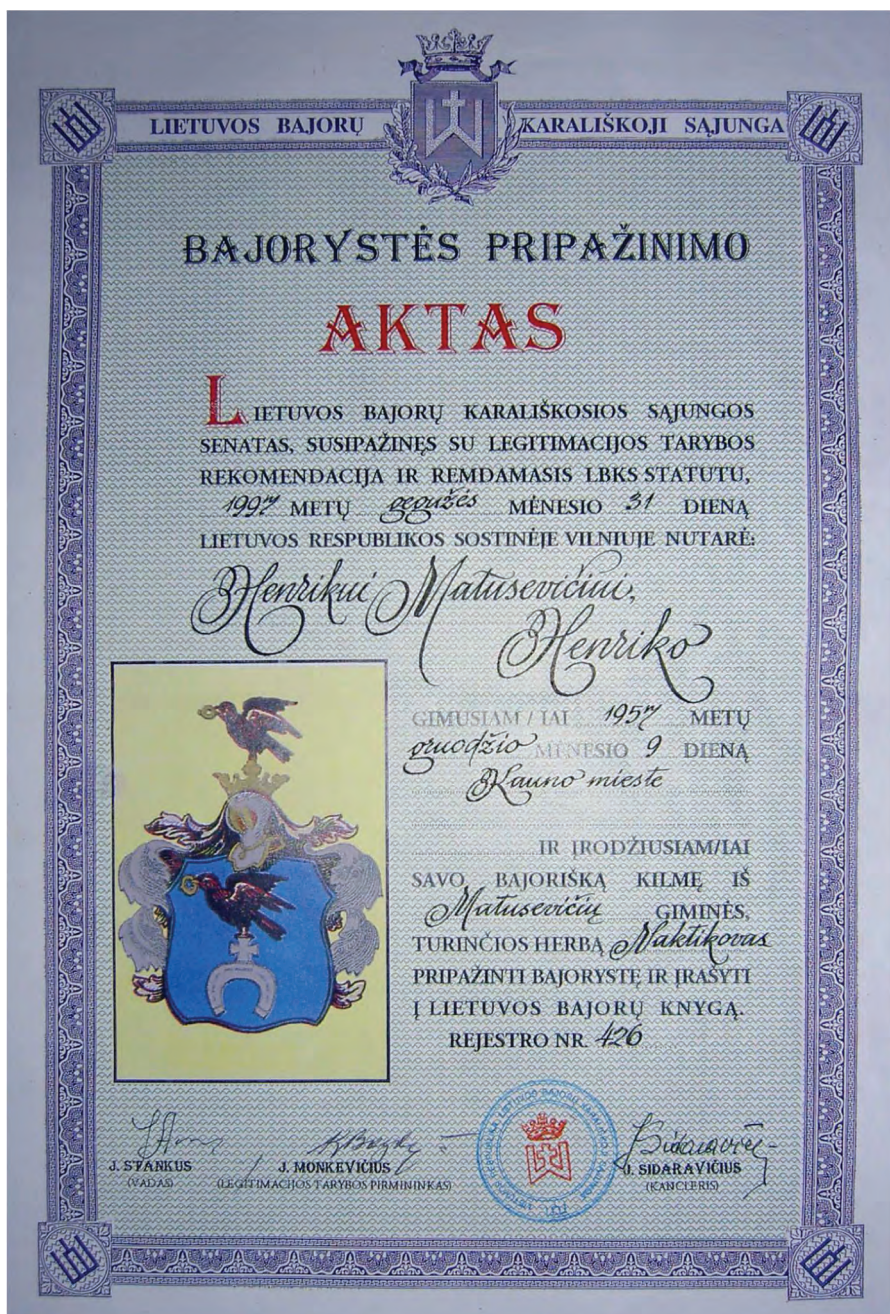 LIETUVOS BAJORŲ KARALIŠKOJI SĄJUNGA
BAJORYSTĖS PRIPAŽINIMO
AKTAS
LIETUVOS BAJORŲ KARALIŠKOSIOS SĄJUNGOS
SENATAS, SUSIPAŽINĘS SU LEGITIMACIJOS TARYBOS
REKOMENDACIJA IR REMDAMASIS LBKS STATUTU,
1997 METŲ gegužės MĖNESIO 31 DIENĄ
LIETUVOS RESPUBLIKOS SOSTINĖJE VILNIUJE NUTARĖ:
Henrikui Matusevičiui,
Henriko
GIMUSIAM / IAI 1957 METŲ
gruodžio MĖNESIO 9 DIENĄ
Kauno mieste
IR ĮRODŽIUSIAM/IAI
SAVO BAJORIŠKĄ KILMĘ IŠ
Matusevičių GIMINĖS,
TURINČIOS HERBĄ Naktikovas
PRIPAŽINTI BAJORYSTĘ IR ĮRAŠYTI
Į LIETUVOS BAJORŲ KNYGĄ.
REJESTRO NR. 426
J. STANKUS
(VADAS)
J. MONKEVIČIUS
(LEGITIMACIJOS TARYBOS PIRMININKAS)
J. SIDARAVIČIUS
(KANCLERIS)